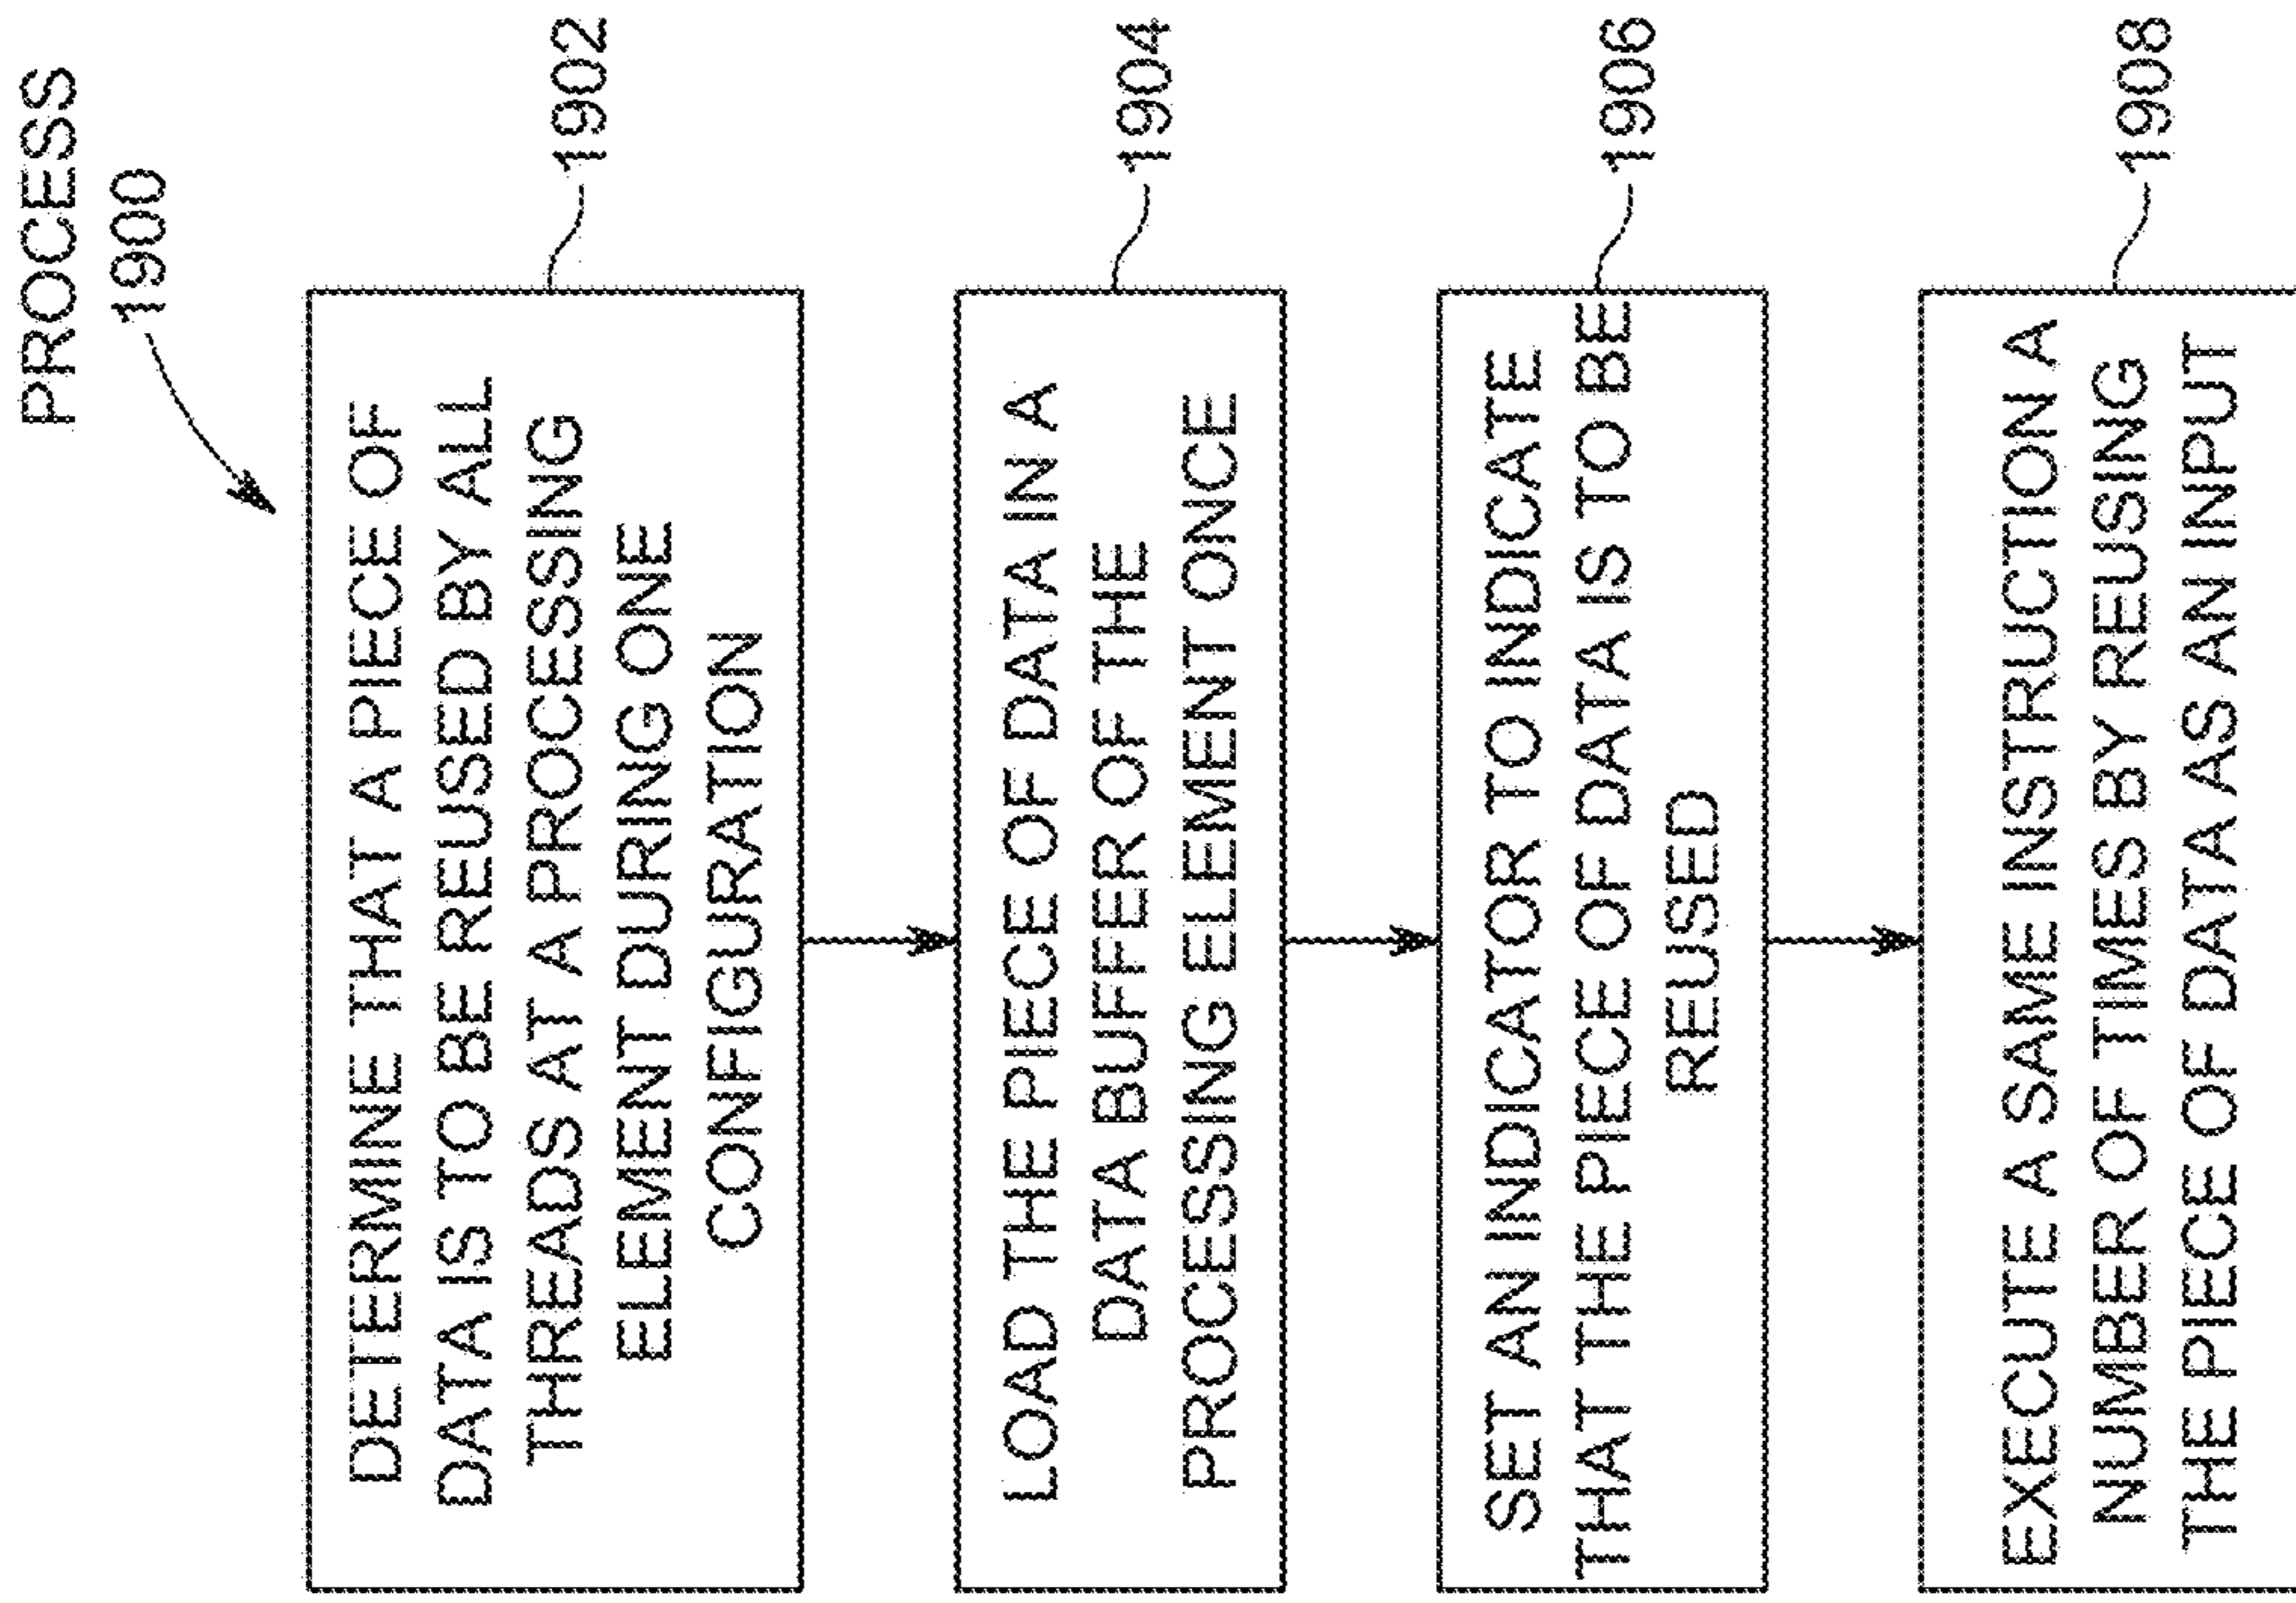 PROCESS
1900
DETERMINE THAT A PIECE OF
DATA IS TO BE REUSED BY ALL
THREADS AT A PROCESSING
ELEMENT DURING ONE
CONFIGURATION
1902
LOAD THE PIECE OF DATA IN A
DATA BUFFER OF THE
PROCESSING ELEMENT ONCE
1904
SET AN INDICATOR TO INDICATE
THAT THE PIECE OF DATA IS TO BE
REUSED
1906
EXECUTE A SAME INSTRUCTION A
NUMBER OF TIMES BY REUSING
THE PIECE OF DATA AS AN INPUT
1908